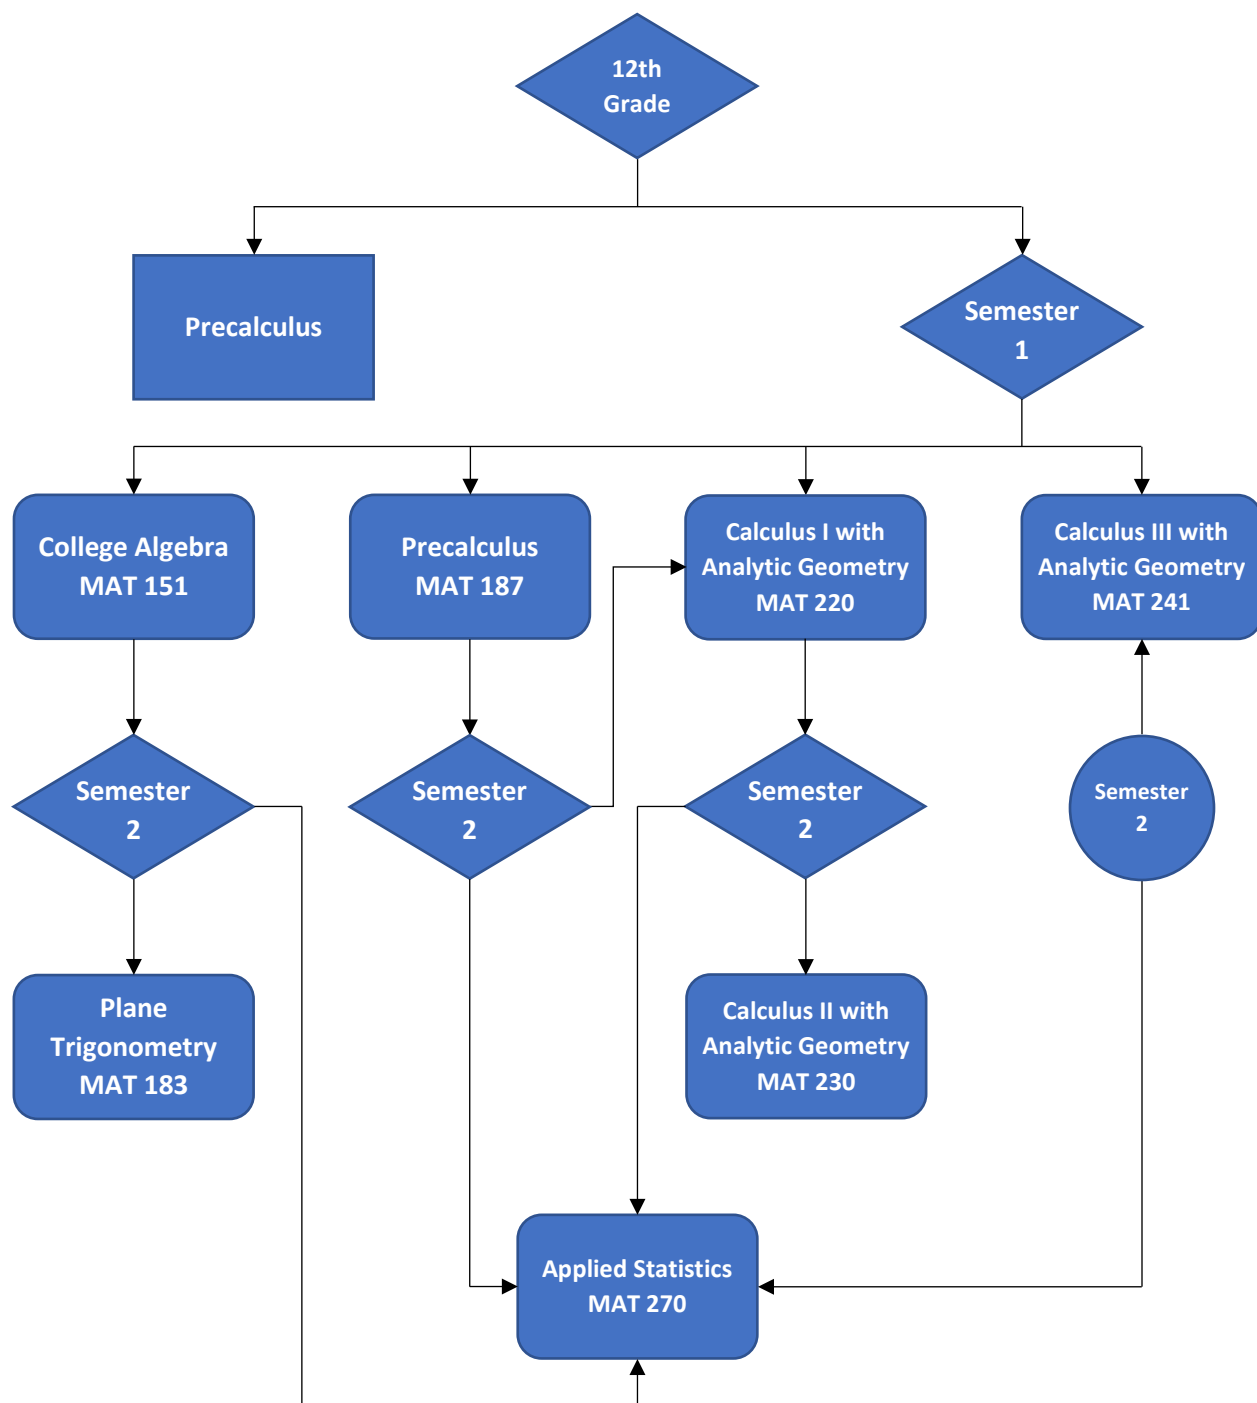 12th
Grade
Precalculus
Semester
1
College Algebra
MAT 151
Precalculus
MAT 187
Calculus I with
Analytic Geometry
MAT 220
Calculus III with
Analytic Geometry
MAT 241
Semester
2
Semester
2
Semester
2
Semester
2
Plane
Trigonometry
MAT 183
Calculus II with
Analytic Geometry
MAT 230
Applied Statistics
MAT 270